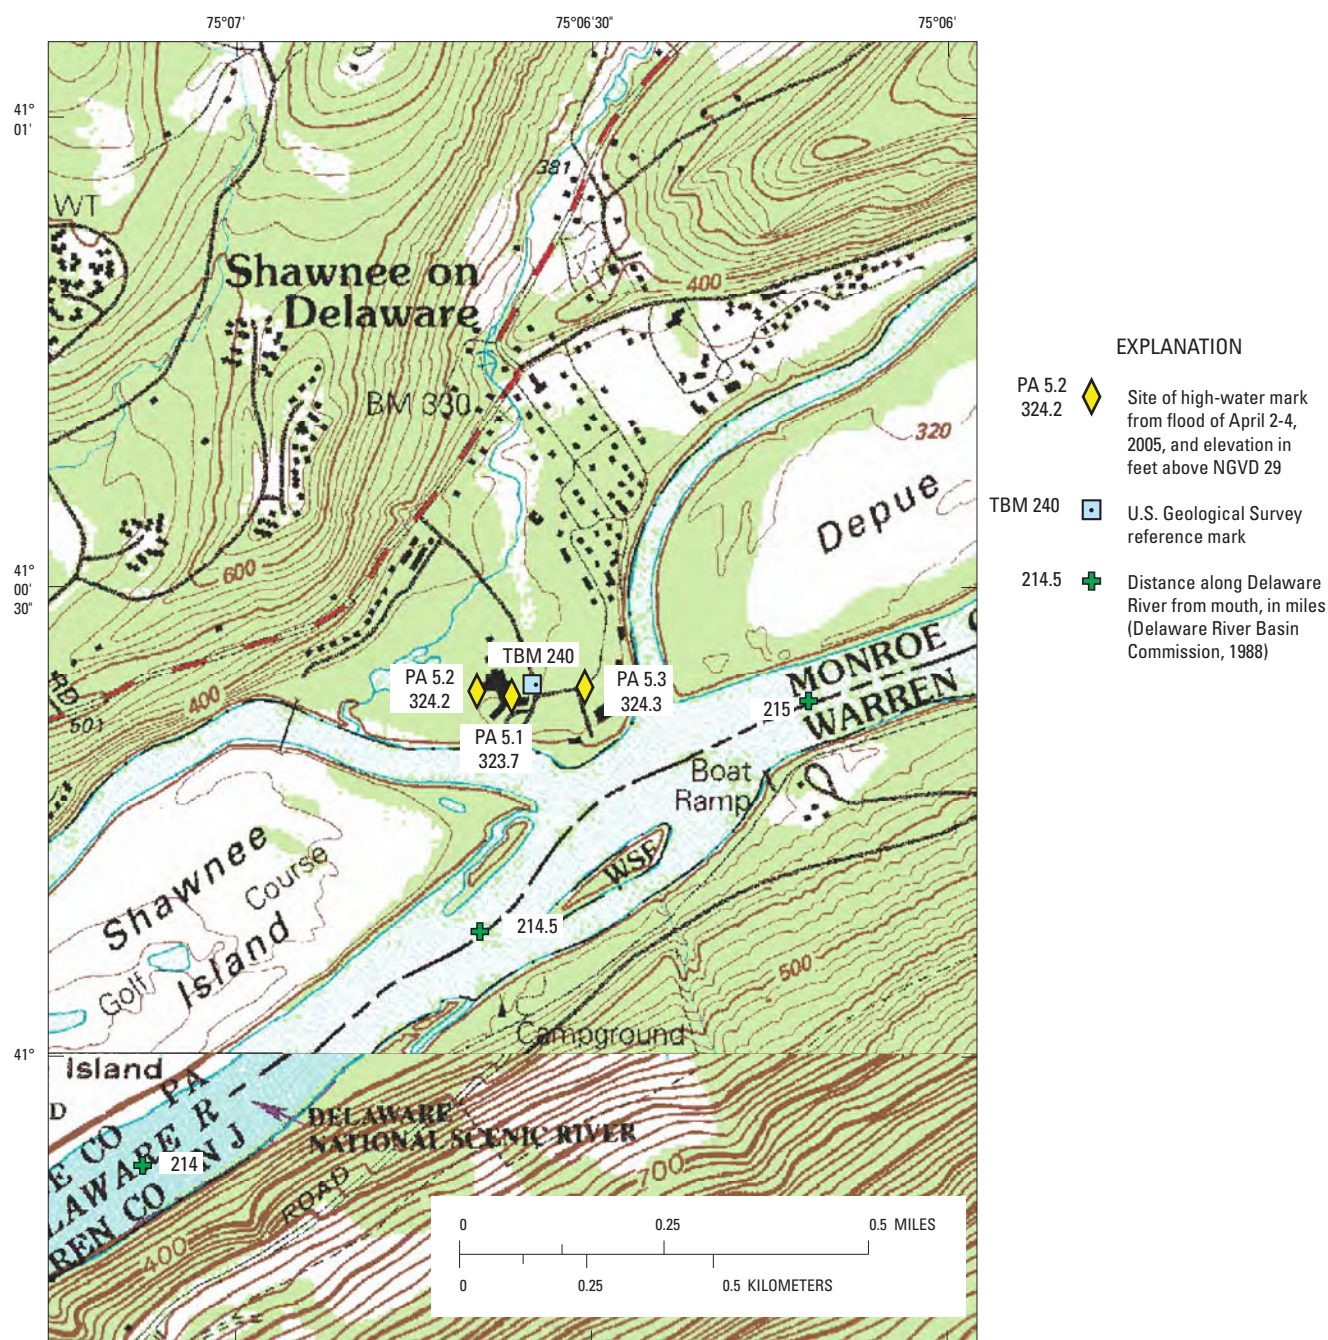 75°07'
75°06'30"
75°06'
41°
01'
381
WT
Shawnee on
Delaware
400
BM 330
320
Depue
600
41°
00'
30"
TBM 240
PA 5.2
324.2
PA 5.3
324.3
MONROE C
WARREN
RD
400
501
215
PA 5.1
323.7
Boat
Ramp
Shawnee
Island
Golf
Course
WSF
214.5
500
Campground
41°
Island
D
PA
E CO
LAWARE R
REN CO N J
DELAWARE
NATIONAL SCENIC RIVER
214
ROAD
700
400
0 0.25 0.5 MILES
0 0.25 0.5 KILOMETERS
EXPLANATION
PA 5.2
324.2
Site of high-water mark
from flood of April 2-4,
2005, and elevation in
feet above NGVD 29
TBM 240
U.S. Geological Survey
reference mark
214.5
Distance along Delaware
River from mouth, in miles
(Delaware River Basin
Commission, 1988)